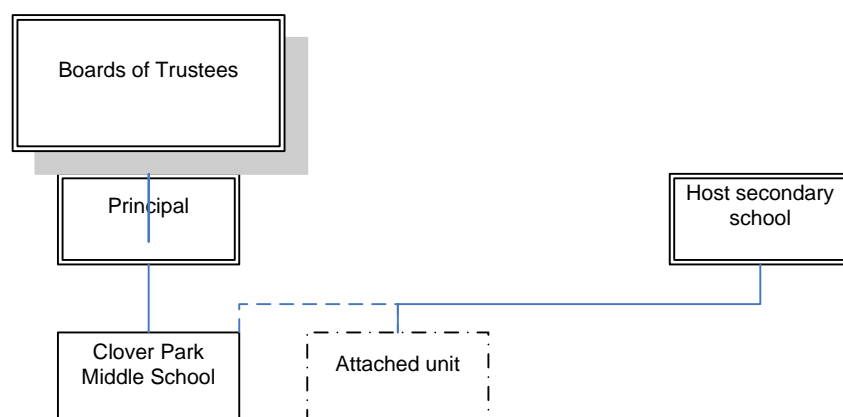 Boards of Trustees
Principal
Host secondary
school
Clover Park
Middle School
Attached unit